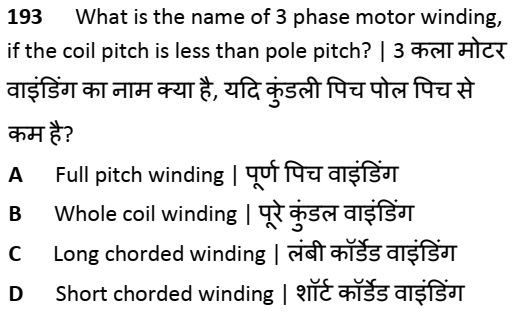 193 What is the name of 3 phase motor winding,
if the coil pitch is less than pole pitch? | 3 कला मोटर
वाइंडिंग का नाम क्या है, यदि कुंडली पिच पोल पिच से
कम है?
A Full pitch winding | पूर्ण पिच वाइंडिंग
B Whole coil winding | पूरे कुंडल वाइंडिंग
C Long chorded winding | लंबी कॉर्डेड वाइंडिंग
D Short chorded winding | शॉर्ट कॉर्डेड वाइंडिंग